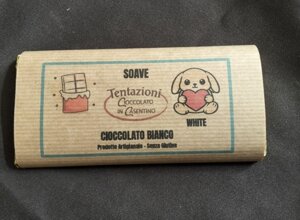 SOAVE
Tentazioni
CIOCCOLATO
IN CASENTINO
WHITE
CIOCCOLATO BIANCO
Prodotto Artigianale - Senza Glutine